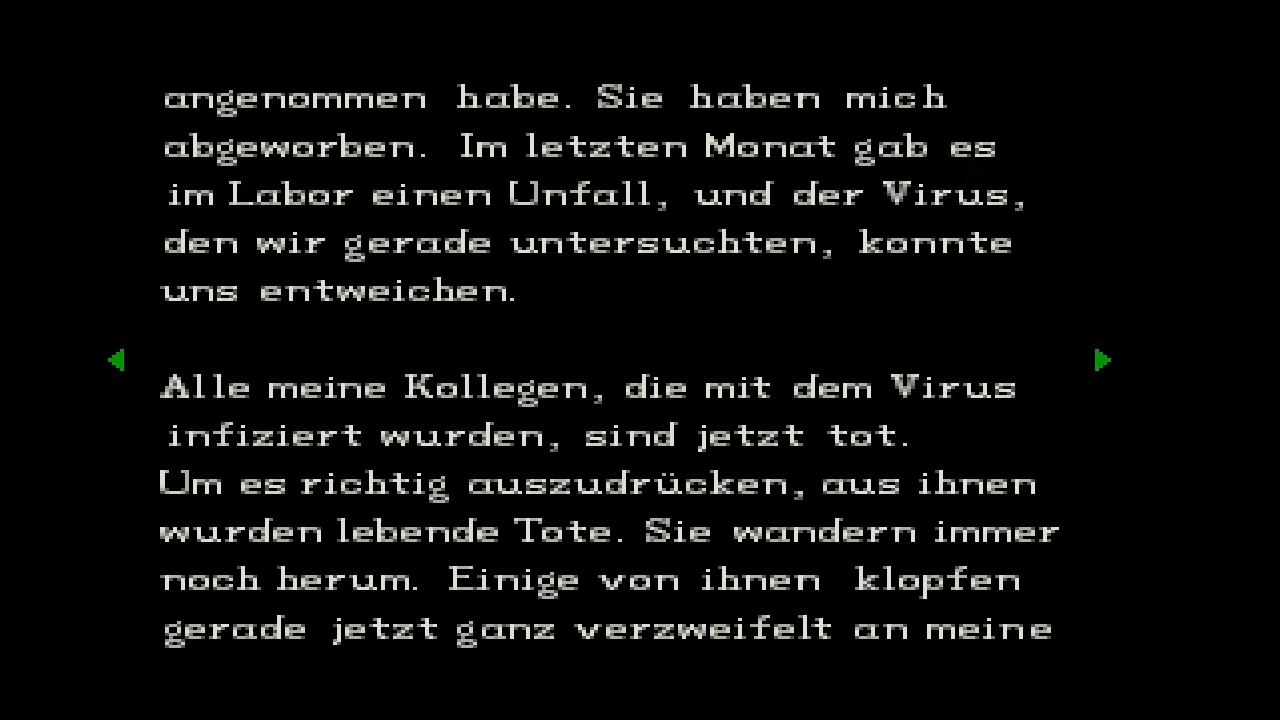 angenommen habe. Sie haben mich
abgeworben. Im letzten Monat gab es
im Labor einen Unfall, und der Virus,
den wir gerade untersuchten, konnte
uns entweichen.
Alle meine Kollegen, die mit dem Virus
infiziert wurden, sind jetzt tot.
Um es richtig auszudrücken, aus ihnen
wurden lebende Tote. Sie wandern immer
noch herum. Einige von ihnen klopfen
gerade jetzt ganz verzweifelt an meine